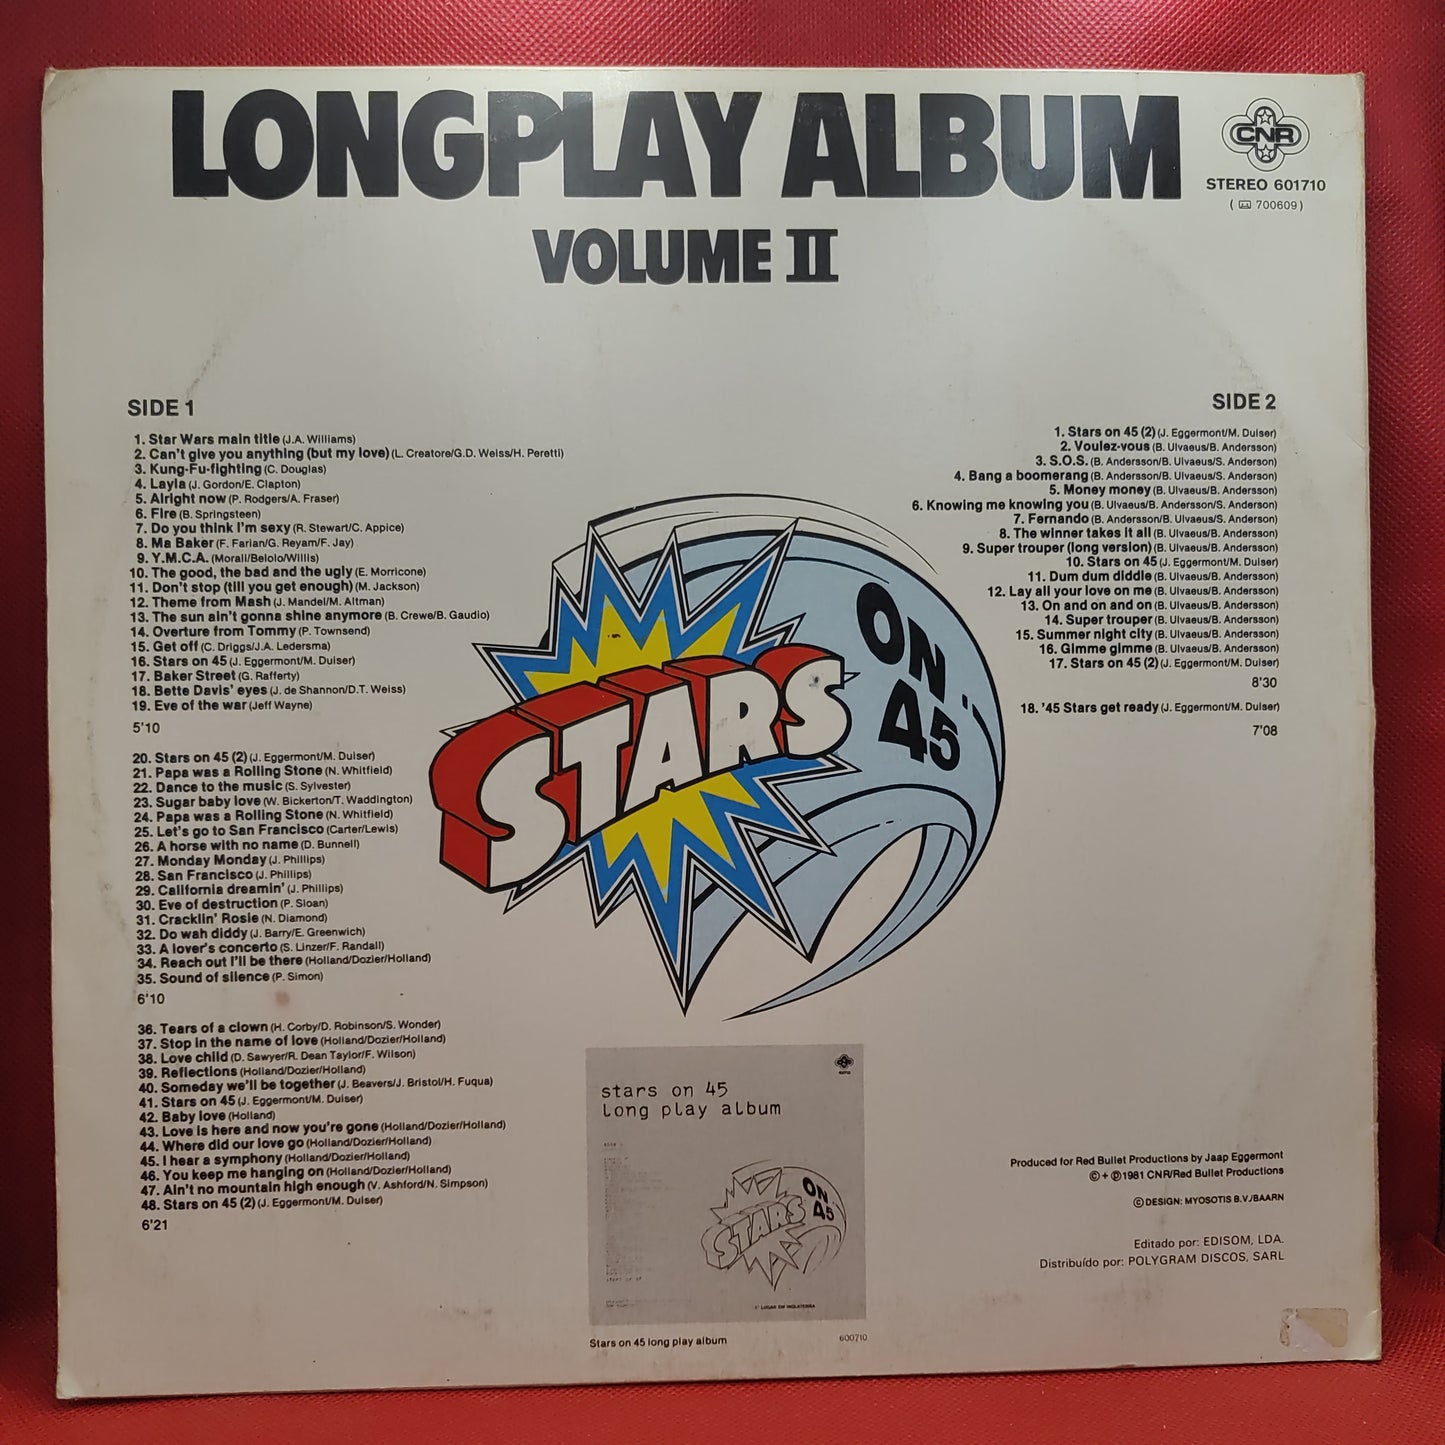 LONGPLAY ALBUM
VOLUME II
CNR
STEREO 601710
( 700609)
SIDE 1
1. Star Wars main title (J.A. Williams)
2. Can't give you anything (but my love) (L. Creatore/G.D. Weiss/H. Peretti)
3. Kung-Fu-fighting (C. Douglas)
4. Layla (J. Gordon/E. Clapton)
5. Alright now (P. Rodgers/A. Fraser)
6. Fire (B. Springsteen)
7. Do you think I'm sexy (R. Stewart/C. Appice)
8. Ma Baker (F. Farian/G. Reyam/F. Jay)
9. Y.M.C.A. (Morali/Belolo/Willis)
10. The good, the bad and the ugly (E. Morricone)
11. Don't stop (till you get enough) (M. Jackson)
12. Theme from Mash (J. Mandel/M. Altman)
13. The sun ain't gonna shine anymore (B. Crewe/B. Gaudio)
14. Overture from Tommy (P. Townsend)
15. Get off (C. Driggs/J.A. Ledersma)
16. Stars on 45 (J. Eggermont/M. Duiser)
17. Baker Street (G. Rafferty)
18. Bette Davis' eyes (J. de Shannon/D.T. Weiss)
19. Eve of the war (Jeff Wayne)
5'10
20. Stars on 45 (2) (J. Eggermont/M. Duiser)
21. Papa was a Rolling Stone (N. Whitfield)
22. Dance to the music (S. Sylvester)
23. Sugar baby love (W. Bickerton/T. Waddington)
24. Papa was a Rolling Stone (N. Whitfield)
25. Let's go to San Francisco (Carter/Lewis)
26. A horse with no name (D. Bunnell)
27. Monday Monday (J. Phillips)
28. San Francisco (J. Phillips)
29. California dreamin' (J. Phillips)
30. Eve of destruction (P. Sloan)
31. Cracklin' Rosie (N. Diamond)
32. Do wah diddy (J. Barry/E. Greenwich)
33. A lover's concerto (S. Linzer/F. Randall)
34. Reach out I'll be there (Holland/Dozier/Holland)
35. Sound of silence (P. Simon)
6'10
36. Tears of a clown (H. Corby/D. Robinson/S. Wonder)
37. Stop in the name of love (Holland/Dozier/Holland)
38. Love child (D. Sawyer/R. Dean Taylor/F. Wilson)
39. Reflections (Holland/Dozier/Holland)
40. Someday we'll be together (J. Beavers/J. Bristol/H. Fuqua)
41. Stars on 45 (J. Eggermont/M. Duiser)
42. Baby love (Holland)
43. Love is here and now you're gone (Holland/Dozier/Holland)
44. Where did our love go (Holland/Dozier/Holland)
45. I hear a symphony (Holland/Dozier/Holland)
46. You keep me hanging on (Holland/Dozier/Holland)
47. Ain't no mountain high enough (V. Ashford/N. Simpson)
48. Stars on 45 (2) (J. Eggermont/M. Duiser)
6'21
STARS
ON
45
SIDE 2
1. Stars on 45 (2) (J. Eggermont/M. Duiser)
2. Voulez-vous (B. Ulvaeus/B. Andersson)
3. S.O.S. (B. Andersson/B. Ulvaeus/S. Anderson)
4. Bang a boomerang (B. Andersson/B. Ulvaeus/S. Anderson)
5. Money money (B. Ulvaeus/B. Andersson)
6. Knowing me knowing you (B. Andersson/B. Ulvaeus/S. Anderson)
7. Fernando (B. Andersson/B. Ulvaeus/S. Anderson)
8. The winner takes it all (B. Ulvaeus/B. Andersson)
9. Super trouper (long version) (B. Ulvaeus/B. Andersson)
10. Stars on 45 (J. Eggermont/M. Duiser)
11. Dum dum diddle (B. Ulvaeus/B. Andersson)
12. Lay all your love on me (B. Ulvaeus/B. Andersson)
13. On and on and on (B. Ulvaeus/B. Andersson)
14. Super trouper (B. Ulvaeus/B. Andersson)
15. Summer night city (B. Ulvaeus/B. Andersson)
16. Gimme gimme (B. Ulvaeus/B. Andersson)
17. Stars on 45 (2) (J. Eggermont/M. Duiser)
8'30
18. '45 Stars get ready (J. Eggermont/M. Duiser)
7'08
stars on 45
long play album
STARS
ON
45
1º LUGAR EM INGLATERRA
Stars on 45 long play album 600710
Produced for Red Bullet Productions by Jaap Eggermont
©+℗1981 CNR/Red Bullet Productions
© DESIGN: MYOSOTIS B.V./BAARN
Editado por: EDISOM, LDA.
Distribuído por: POLYGRAM DISCOS, SARL